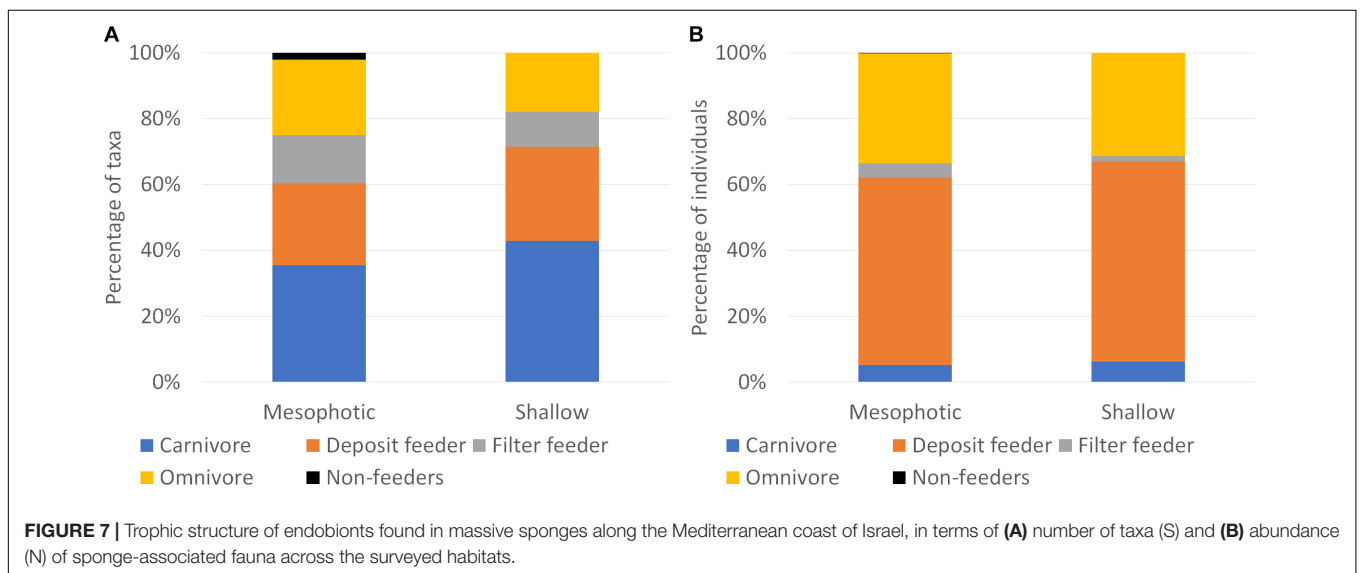 A
100%
80%
60%
40%
20%
0%
Percentage of taxa
Mesophotic Shallow
Carnivore Deposit feeder Filter feeder
Omnivore Non-feeders
B
100%
80%
60%
40%
20%
0%
Percentage of individuals
Mesophotic Shallow
Carnivore Deposit feeder Filter feeder
Omnivore Non-feeders
FIGURE 7 | Trophic structure of endobionts found in massive sponges along the Mediterranean coast of Israel, in terms of (A) number of taxa (S) and (B) abundance
(N) of sponge-associated fauna across the surveyed habitats.